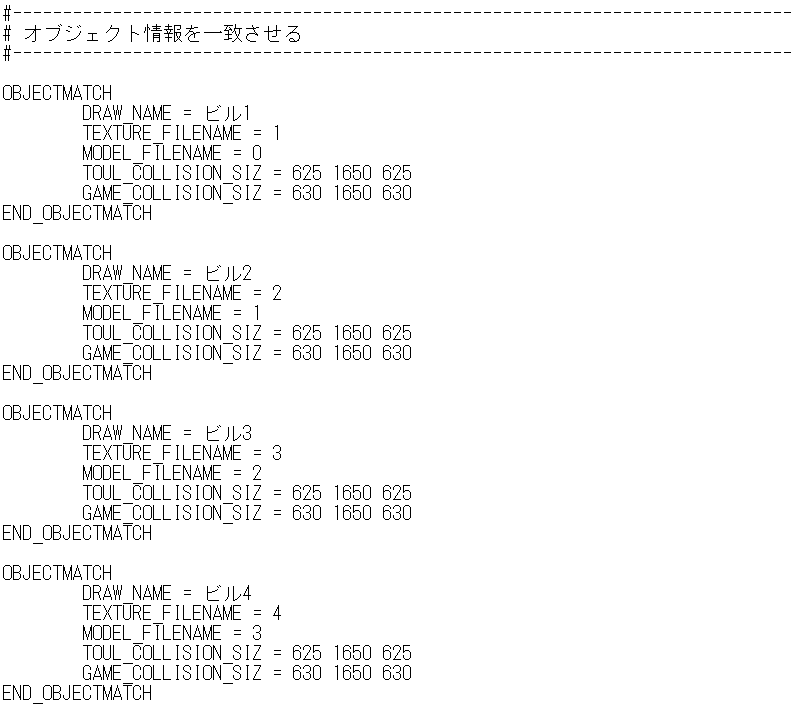 #------------------------------------------------------------------------------
# オブジェクト情報を一致させる
#------------------------------------------------------------------------------
OBJECTMATCH
DRAW_NAME = ビル1
TEXTURE_FILENAME = 1
MODEL_FILENAME = 0
TOUL_COLLISION_SIZ = 625 1650 625
GAME_COLLISION_SIZ = 630 1650 630
END_OBJECTMATCH
OBJECTMATCH
DRAW_NAME = ビル2
TEXTURE_FILENAME = 2
MODEL_FILENAME = 1
TOUL_COLLISION_SIZ = 625 1650 625
GAME_COLLISION_SIZ = 630 1650 630
END_OBJECTMATCH
OBJECTMATCH
DRAW_NAME = ビル3
TEXTURE_FILENAME = 3
MODEL_FILENAME = 2
TOUL_COLLISION_SIZ = 625 1650 625
GAME_COLLISION_SIZ = 630 1650 630
END_OBJECTMATCH
OBJECTMATCH
DRAW_NAME = ビル4
TEXTURE_FILENAME = 4
MODEL_FILENAME = 3
TOUL_COLLISION_SIZ = 625 1650 625
GAME_COLLISION_SIZ = 630 1650 630
END_OBJECTMATCH